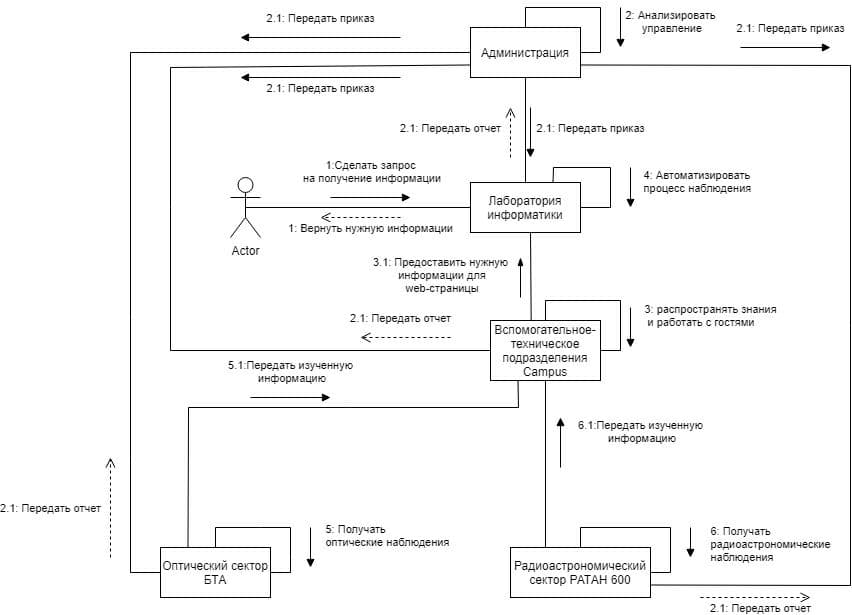 2.1: Передать приказ
2: Анализировать
управление
2.1: Передать приказ
Администрация
2.1: Передать приказ
2.1: Передать отчет
2.1: Передать приказ
1:Сделать запрос
на получение информации
4: Автоматизировать
процесс наблюдения
Лаборатория
информатики
1: Вернуть нужную информации
Actor
3.1: Предоставить нужную
информации для
web-страницы
3: распространять знания
и работать с гостями
2.1: Передать отчет
Вспомогательное-
техническое
подразделения
Campus
5.1:Передать изученную
информацию
6.1:Передать изученную
информацию
2.1: Передать отчет
5: Получать
оптические наблюдения
6: Получать
радиоастрономические
наблюдения
Оптический сектор
БТА
Радиоастрономический
сектор РАТАН 600
2.1: Передать отчет